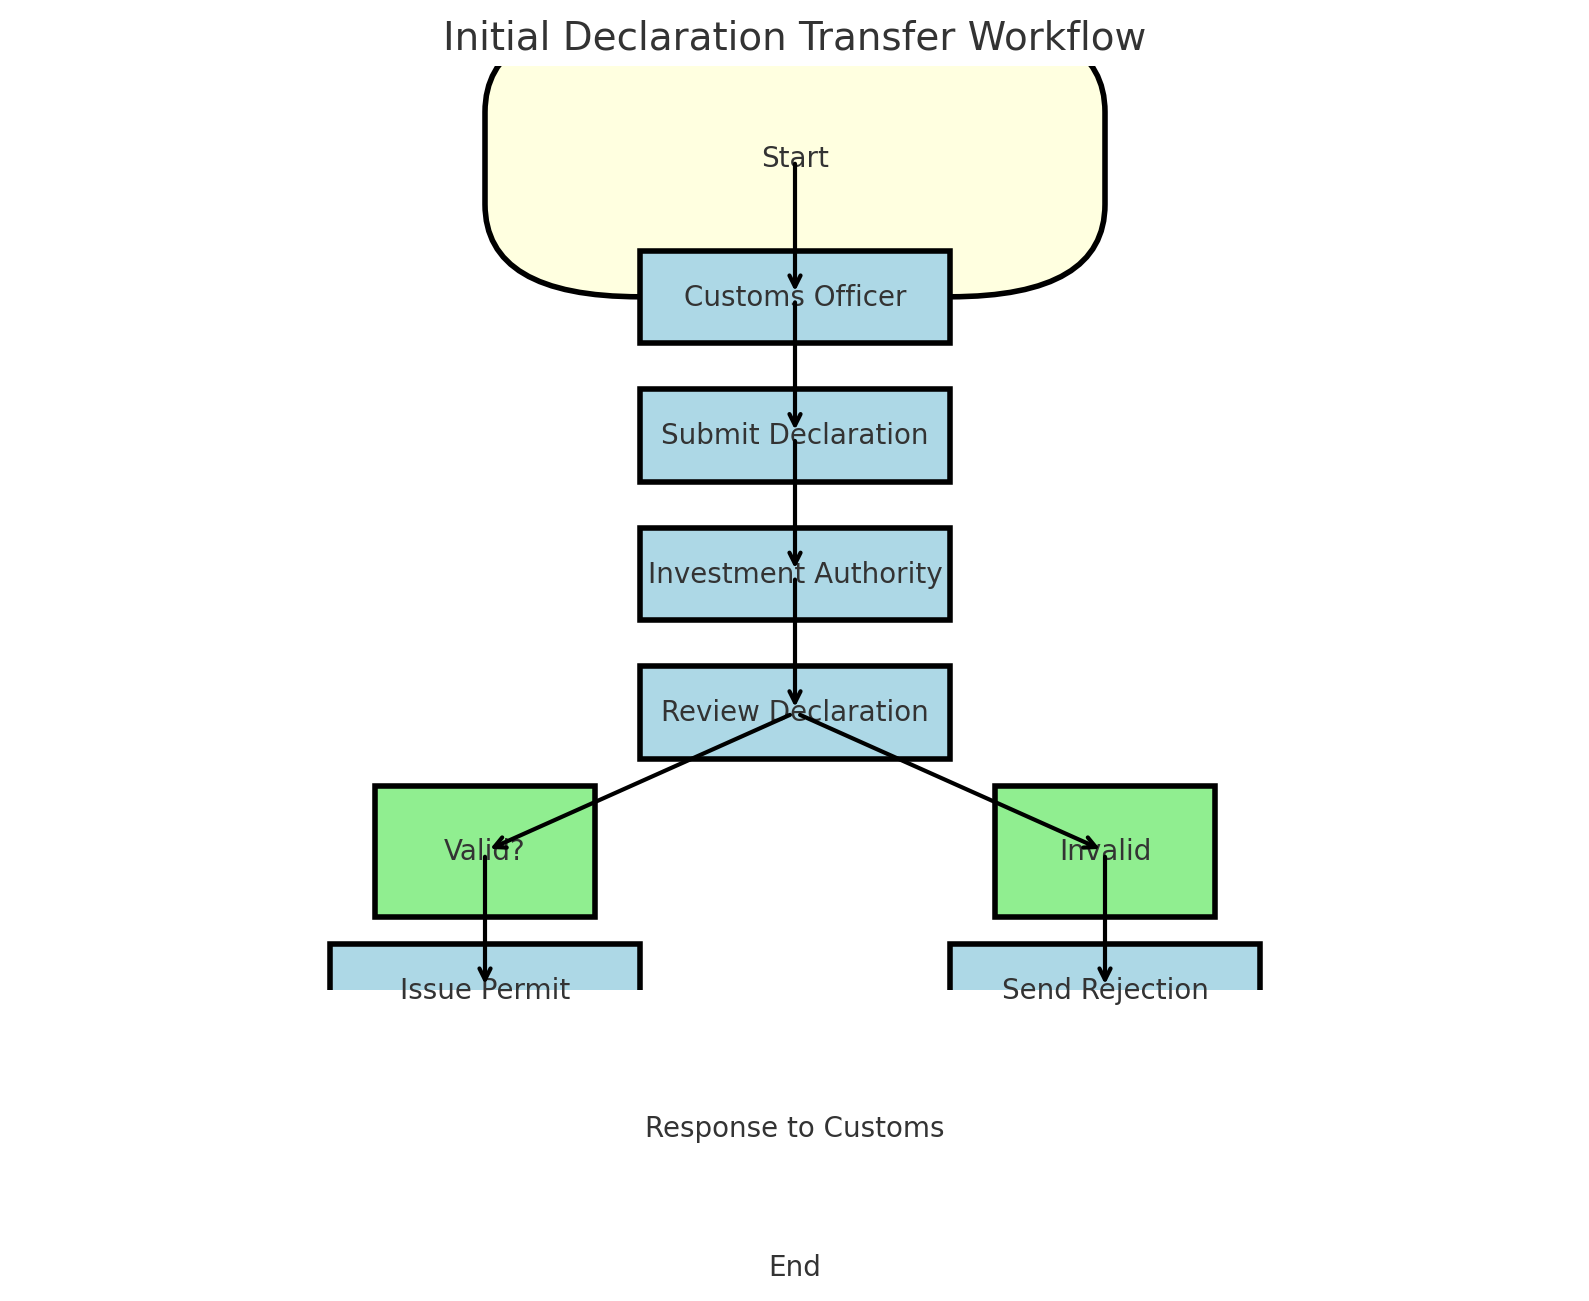 Initial Declaration Transfer Workflow
Start
Customs Officer
Submit Declaration
Investment Authority
Review Declaration
Valid?
Invalid
Issue Permit
Send Rejection
Response to Customs
End